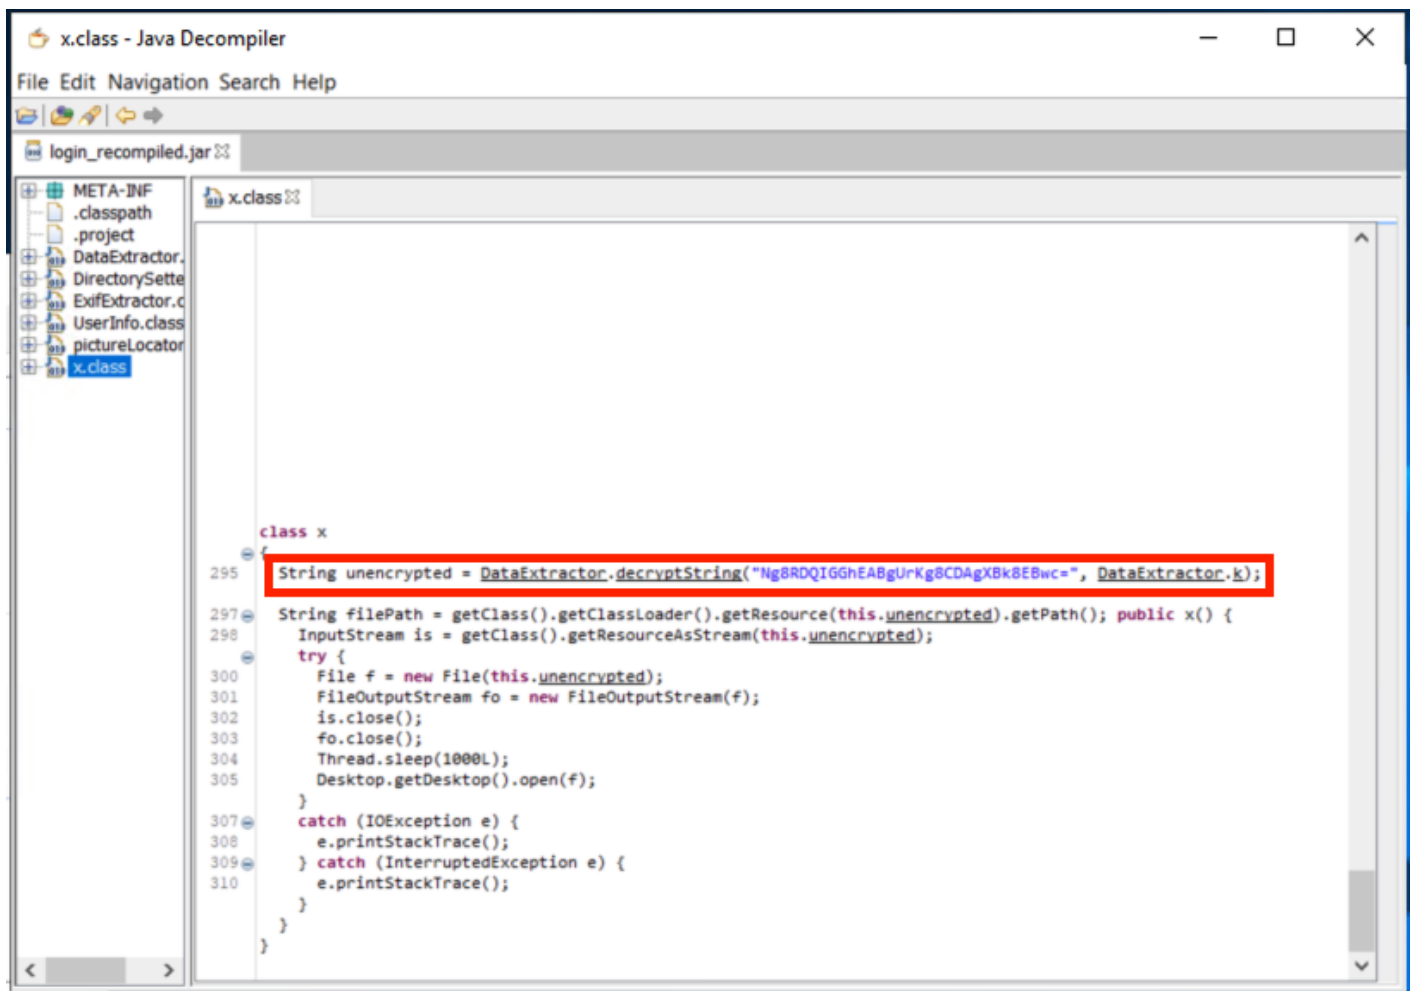 x.class - Java Decompiler
File Edit Navigation Search Help
login_recompiled.jar
META-INF
.classpath
.project
DataExtractor.
DirectorySette
ExifExtractor.c
UserInfo.class
pictureLocator
x.class
x.class
class x
{
295 String unencrypted = DataExtractor.decryptString("Ng8RDQIGGhEABgUrKg8CDAgXBk8EBwc=", DataExtractor.k);
297 String filePath = getClass().getClassLoader().getResource(this.unencrypted).getPath(); public x() {
298 InputStream is = getClass().getResourceAsStream(this.unencrypted);
try {
300 File f = new File(this.unencrypted);
301 FileOutputStream fo = new FileOutputStream(f);
302 is.close();
303 fo.close();
304 Thread.sleep(1000L);
305 Desktop.getDesktop().open(f);
}
307 catch (IOException e) {
308 e.printStackTrace();
309 } catch (InterruptedException e) {
310 e.printStackTrace();
}
}
}